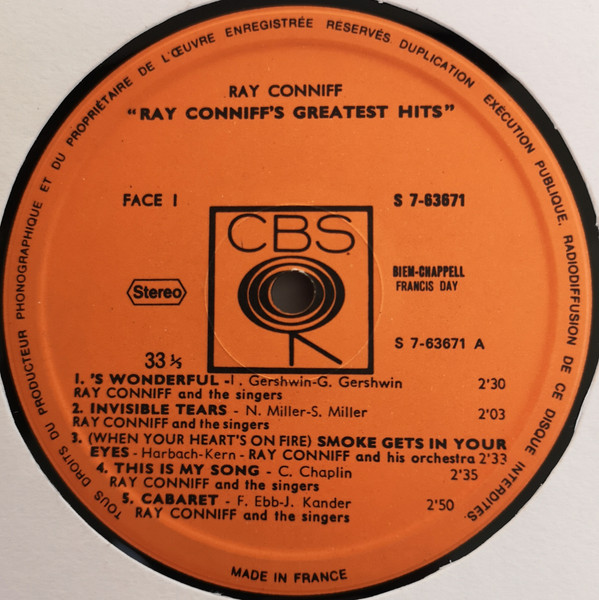 TOUS DROITS DU PRODUCTEUR PHONOGRAPHIQUE ET DU PROPRIÉTAIRE DE L'ŒUVRE ENREGISTRÉE RÉSERVÉS DUPLICATION EXÉCUTION PUBLIQUE, RADIODIFFUSION DE CE DISQUE INTERDITES.
RAY CONNIFF
“RAY CONNIFF'S GREATEST HITS”
FACE 1
S 7-63671
CBS
BIEM-CHAPPELL
FRANCIS DAY
Stereo
S 7-63671 A
33 ⅓
1. 'S WONDERFUL -I. Gershwin-G. Gershwin 2'30
RAY CONNIFF and the singers
2. INVISIBLE TEARS - N. Miller-S. Miller 2'03
RAY CONNIFF and the singers
3. (WHEN YOUR HEART'S ON FIRE) SMOKE GETS IN YOUR
EYES - Harbach-Kern - RAY CONNIFF and his orchestra 2'33
4. THIS IS MY SONG - C. Chaplin 2'35
RAY CONNIFF and the singers
5. CABARET - F. Ebb-J. Kander 2'50
RAY CONNIFF and the singers
MADE IN FRANCE